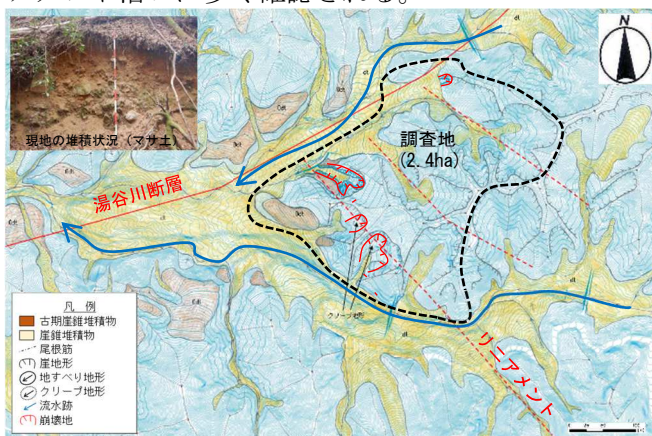 N
現地の堆積状況（マサ土）
調査地
(2.4ha)
湯谷川断層
クリープ地形
リニアメント
凡 例
古期崖錐堆積物
崖錐堆積物
尾根筋
崖地形
地すべり地形
クリープ地形
流水跡
崩壊地